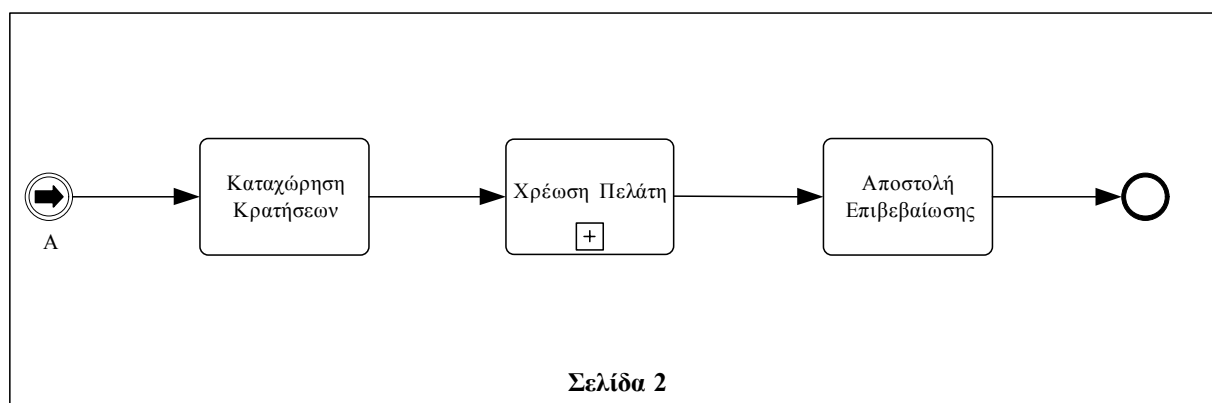 Καταχώρηση
Κρατήσεων
Χρέωση Πελάτη
Αποστολή
Επιβεβαίωσης
Α
Σελίδα 2